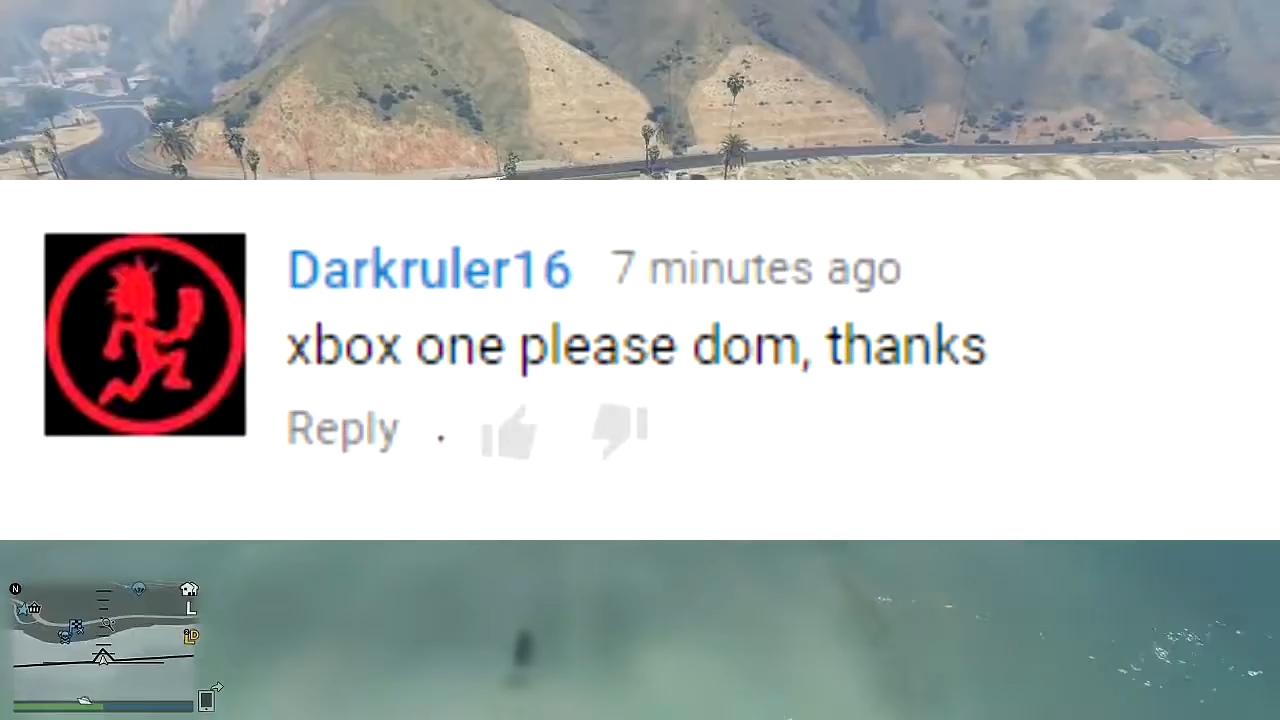 Darkruler16 7 minutes ago
xbox one please dom, thanks
Reply .
N
L